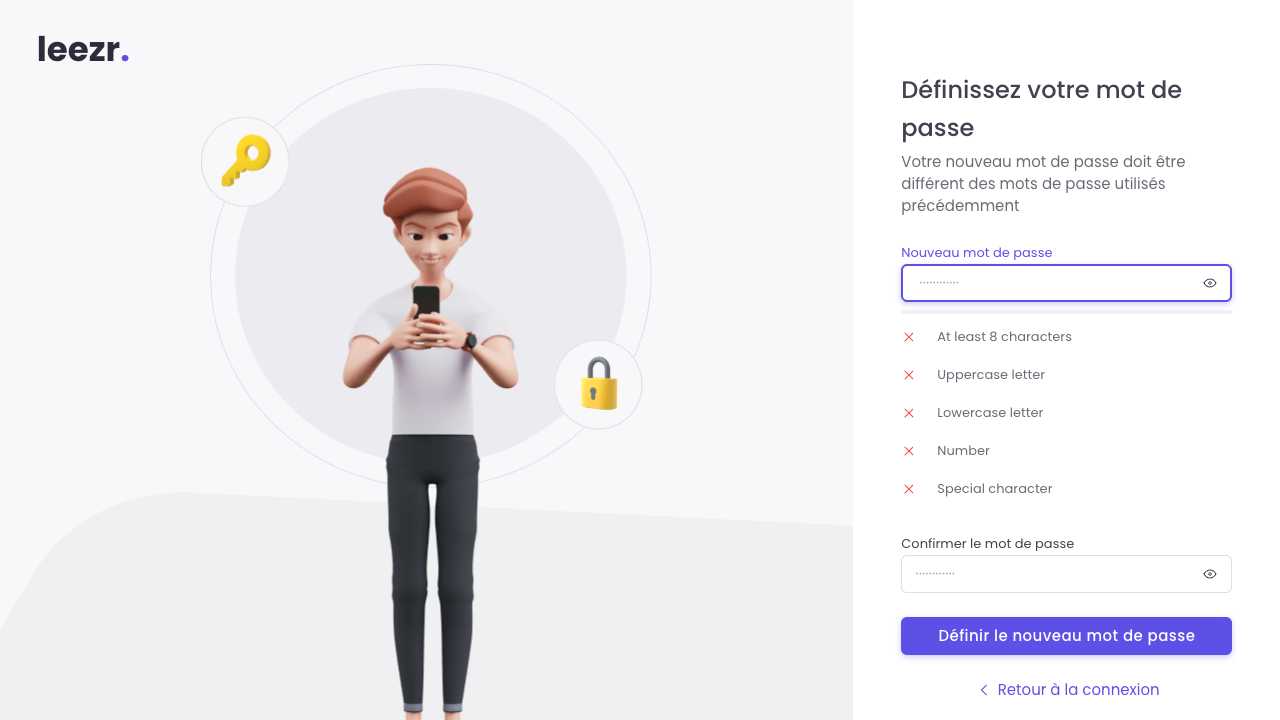 leezr.
Définissez votre mot de
passe
Votre nouveau mot de passe doit être
différent des mots de passe utilisés
précédemment
Nouveau mot de passe
············
At least 8 characters
Uppercase letter
Lowercase letter
Number
Special character
Confirmer le mot de passe
············
Définir le nouveau mot de passe
Retour à la connexion